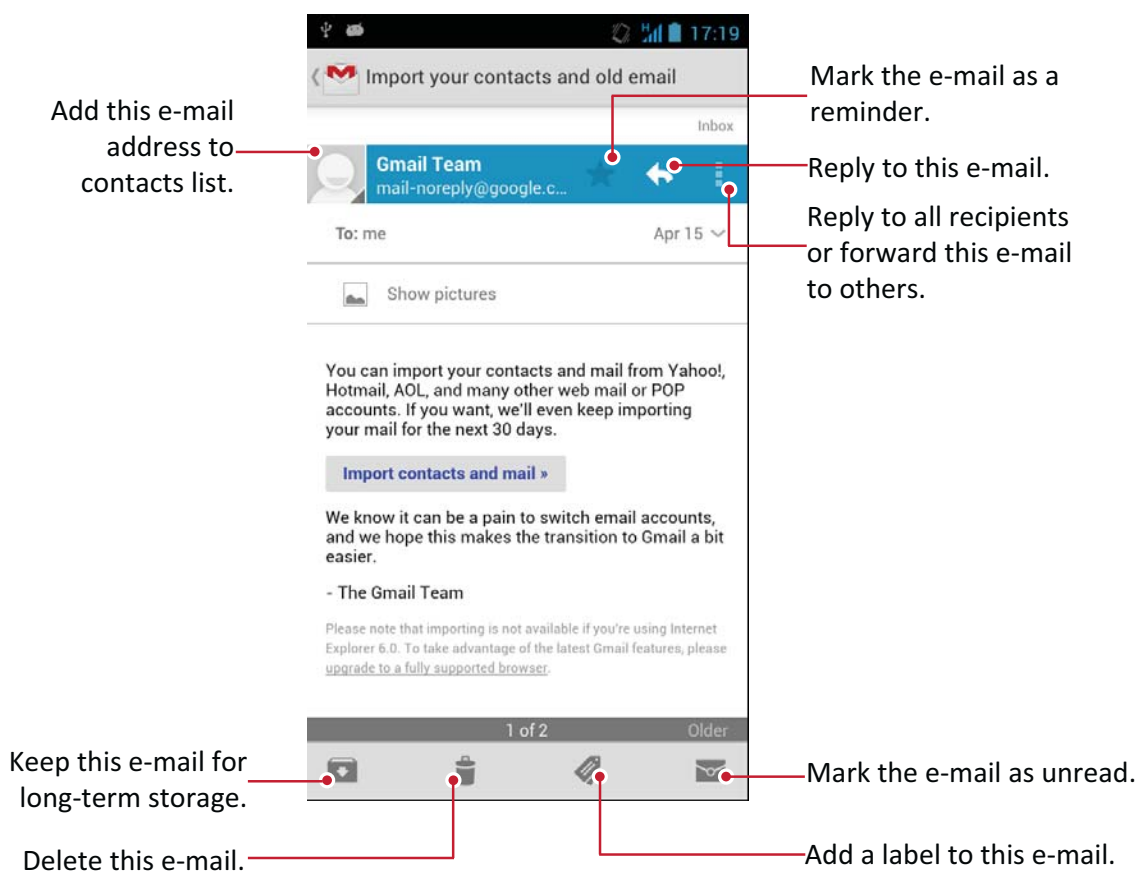 H
17:19
Import your contacts and old email
Inbox
Gmail Team
mail-noreply@google.c...
To: me
Apr 15
Show pictures
You can import your contacts and mail from Yahoo!,
Hotmail, AOL, and many other web mail or POP
accounts. If you want, we'll even keep importing
your mail for the next 30 days.
Import contacts and mail »
We know it can be a pain to switch email accounts,
and we hope this makes the transition to Gmail a bit
easier.
- The Gmail Team
Please note that importing is not available if you're using Internet
Explorer 6.0. To take advantage of the latest Gmail features, please
upgrade to a fully supported browser.
1 of 2
Older
Add this e-mail
address to
contacts list.
Mark the e-mail as a
reminder.
Reply to this e-mail.
Reply to all recipients
or forward this e-mail
to others.
Keep this e-mail for
long-term storage.
Delete this e-mail.
Mark the e-mail as unread.
Add a label to this e-mail.